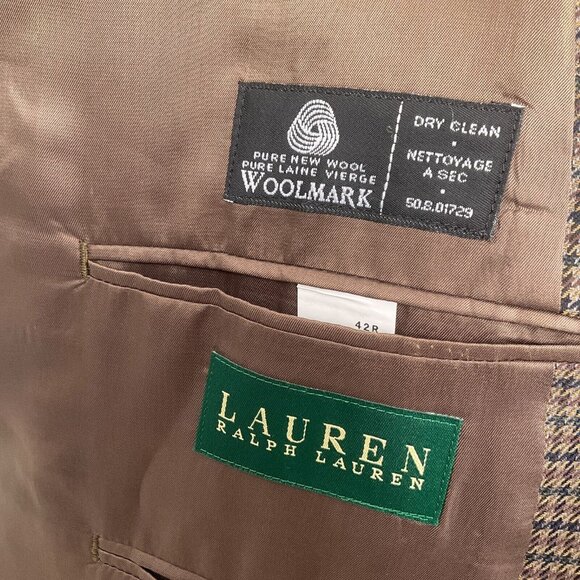 PURE NEW WOOL
PURE LAINE VIERGE
WOOLMARK
DRY CLEAN
•
NETTOYAGE
A SEC
•
50.8.01729
42R
LAUREN
RALPH LAUREN